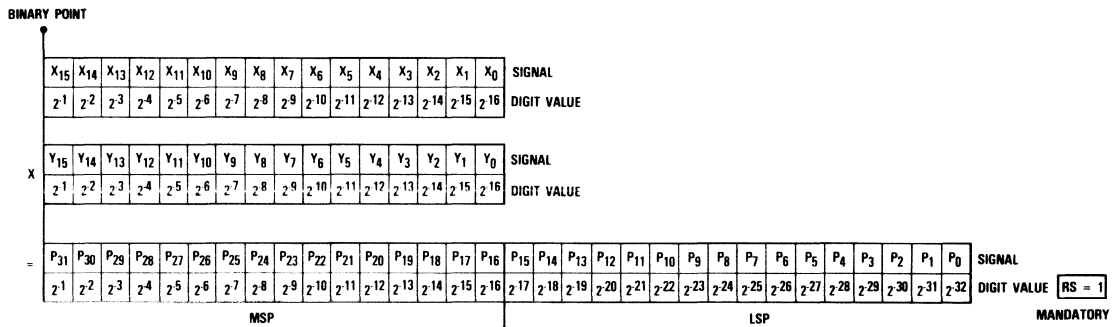 BINARY POINT
X15 X14 X13 X12 X11 X10 X9 X8 X7 X6 X5 X4 X3 X2 X1 X0 SIGNAL
2-1 2-2 2-3 2-4 2-5 2-6 2-7 2-8 2-9 2-10 2-11 2-12 2-13 2-14 2-15 2-16 DIGIT VALUE
X
Y15 Y14 Y13 Y12 Y11 Y10 Y9 Y8 Y7 Y6 Y5 Y4 Y3 Y2 Y1 Y0 SIGNAL
2-1 2-2 2-3 2-4 2-5 2-6 2-7 2-8 2-9 2-10 2-11 2-12 2-13 2-14 2-15 2-16 DIGIT VALUE
=
P31 P30 P29 P28 P27 P26 P25 P24 P23 P22 P21 P20 P19 P18 P17 P16 P15 P14 P13 P12 P11 P10 P9 P8 P7 P6 P5 P4 P3 P2 P1 P0 SIGNAL
2-1 2-2 2-3 2-4 2-5 2-6 2-7 2-8 2-9 2-10 2-11 2-12 2-13 2-14 2-15 2-16 2-17 2-18 2-19 2-20 2-21 2-22 2-23 2-24 2-25 2-26 2-27 2-28 2-29 2-30 2-31 2-32 DIGIT VALUE RS = 1
MSP LSP MANDATORY